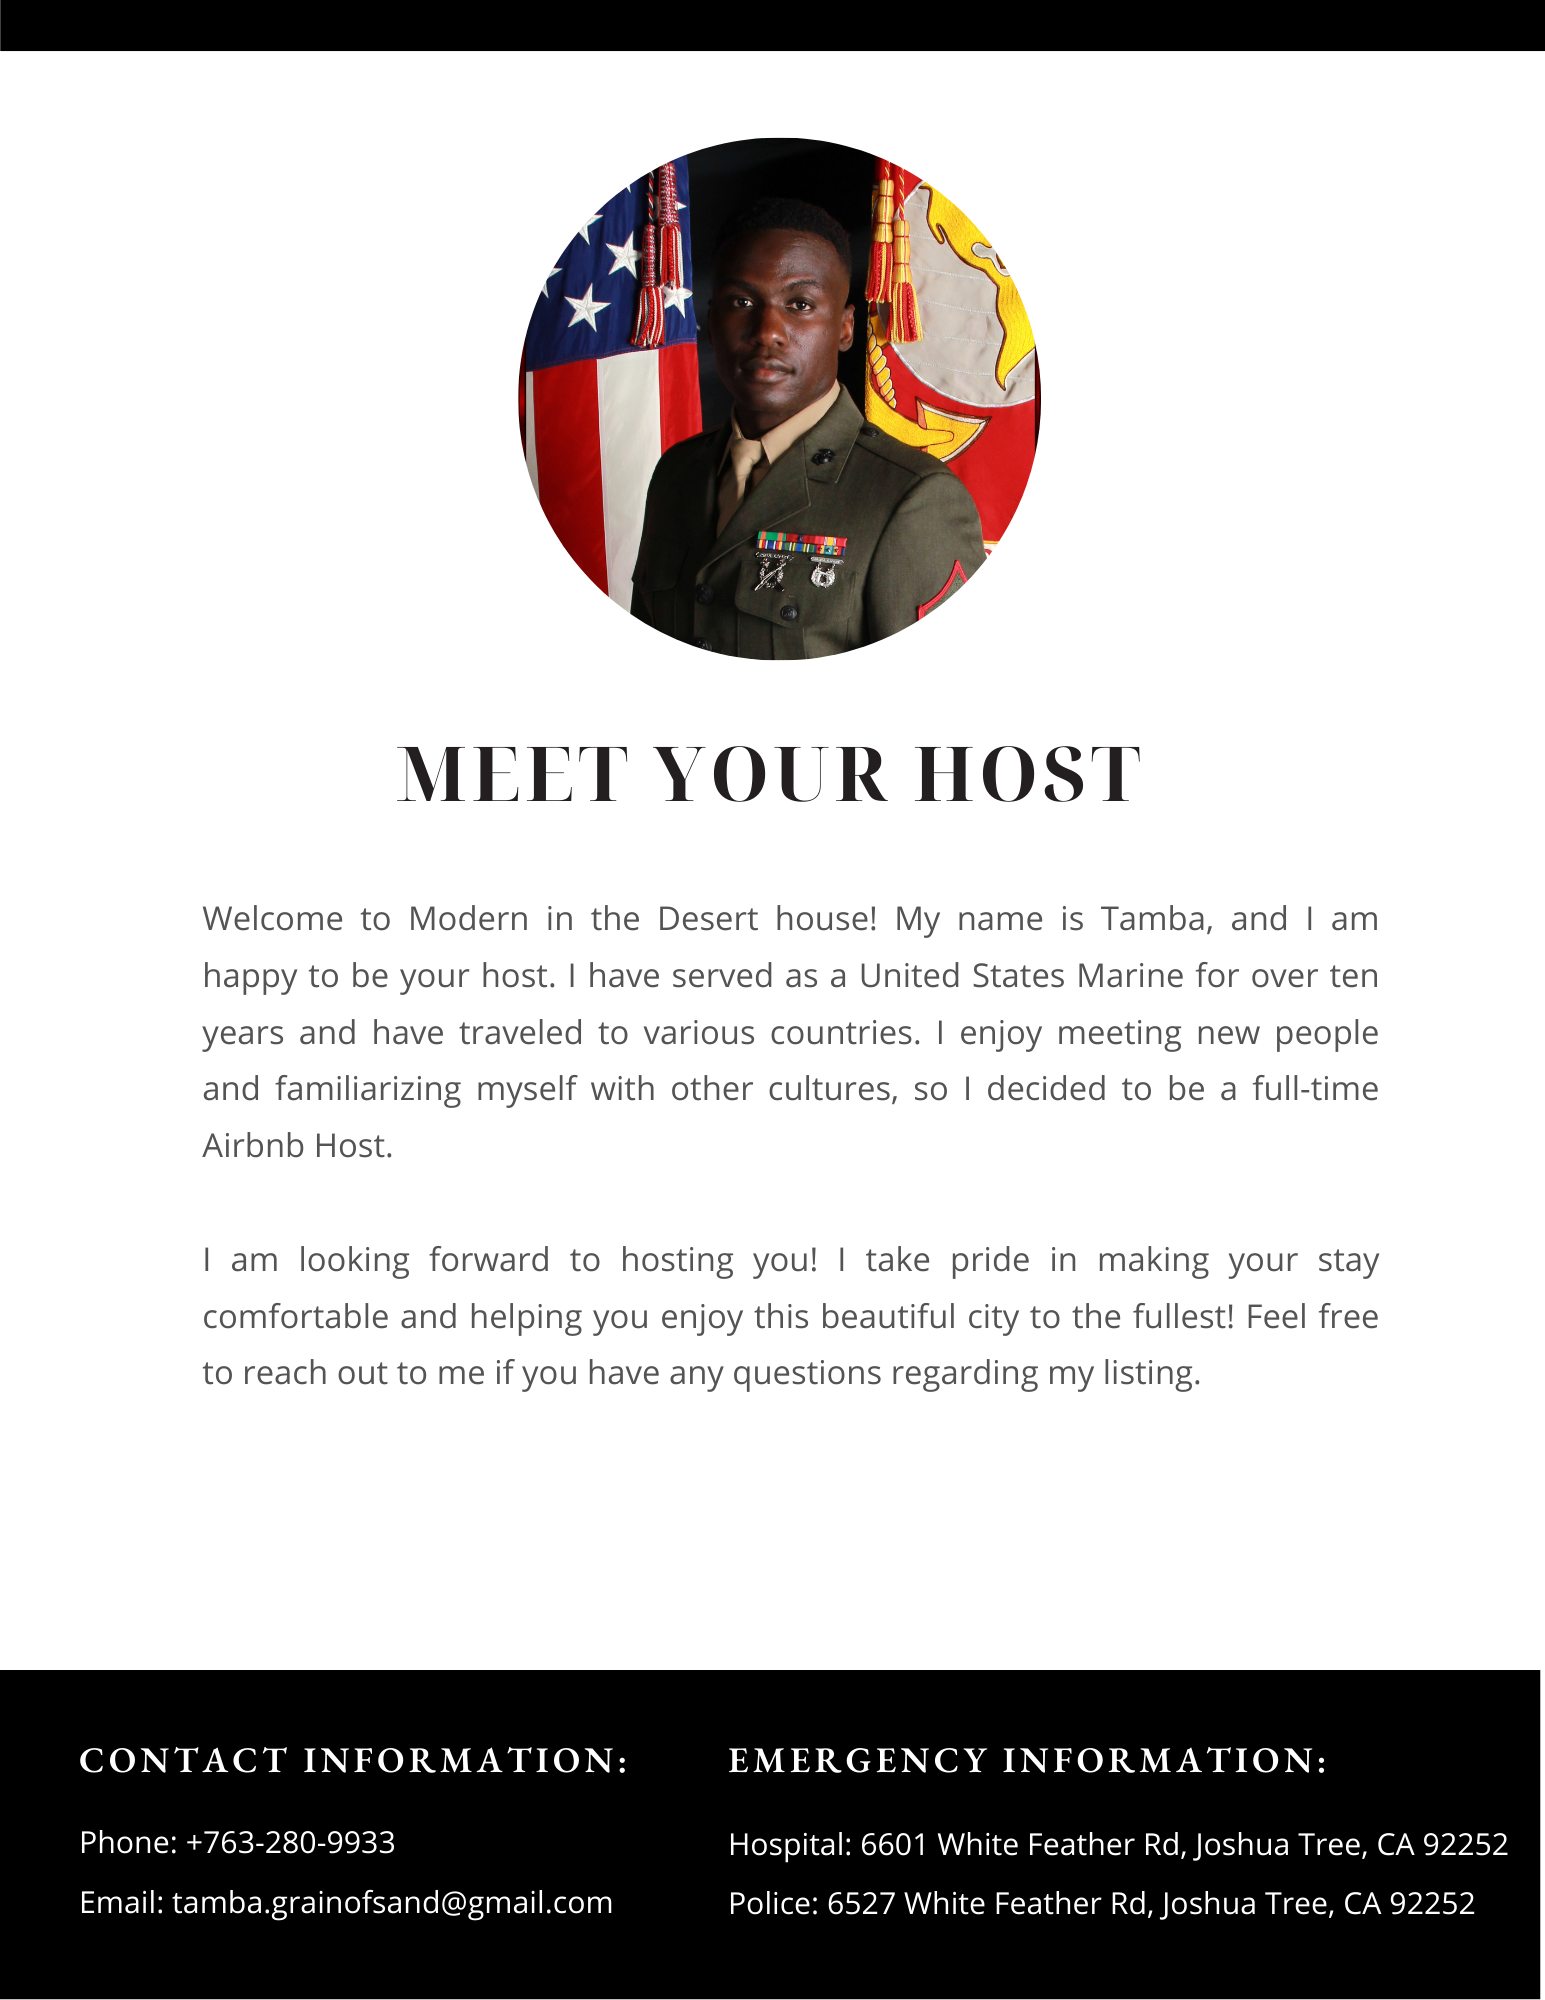 MEET YOUR HOST
Welcome to Modern in the Desert house! My name is Tamba, and I am
happy to be your host. I have served as a United States Marine for over ten
years and have traveled to various countries. I enjoy meeting new people
and familiarizing myself with other cultures, so I decided to be a full-time
Airbnb Host.
I am looking forward to hosting you! I take pride in making your stay
comfortable and helping you enjoy this beautiful city to the fullest! Feel free
to reach out to me if you have any questions regarding my listing.
CONTACT INFORMATION:
Phone: +763-280-9933
Email: tamba.grainofsand@gmail.com
EMERGENCY INFORMATION:
Hospital: 6601 White Feather Rd, Joshua Tree, CA 92252
Police: 6527 White Feather Rd, Joshua Tree, CA 92252